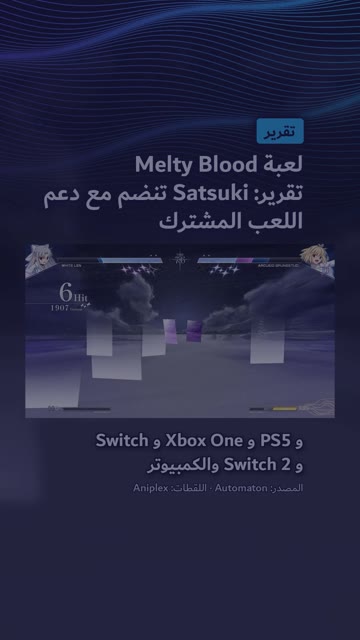 تقرير
لعبة Melty Blood
تقرير: Satsuki تنضم مع دعم
اللعب المشترك
6 Hit
1907
و PS5 و Xbox One و Switch
و Switch 2 والكمبيوتر
المصدر: Automaton · اللقطات: Aniplex